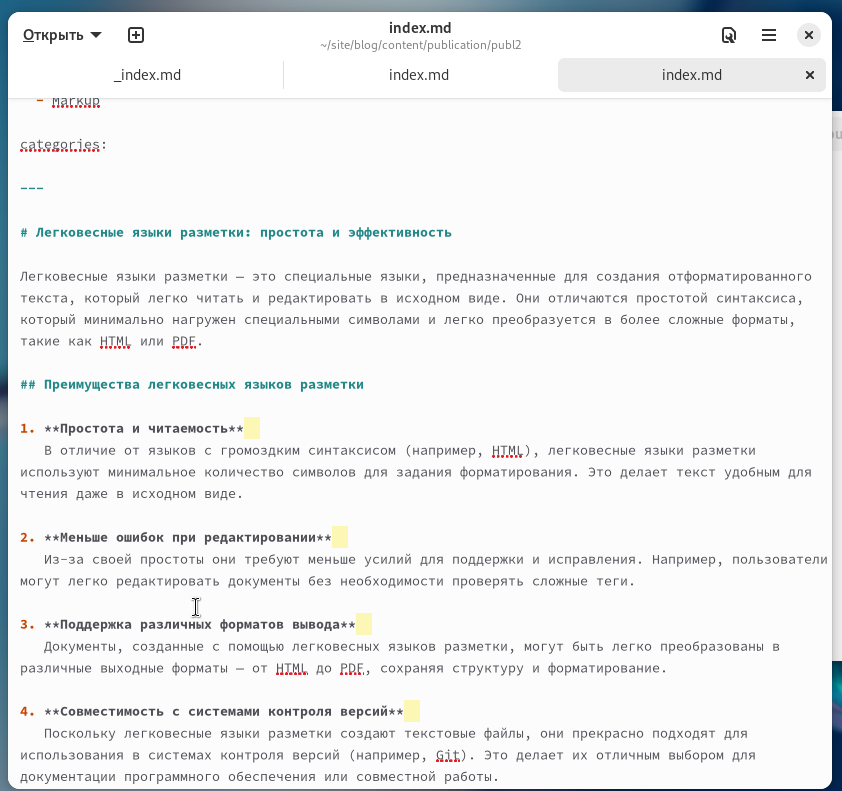 Открыть
index.md
~/site/blog/content/publication/publ2
_index.md
index.md
index.md
- Markup
categories:
---
# Легковесные языки разметки: простота и эффективность
Легковесные языки разметки — это специальные языки, предназначенные для создания отформатированного
текста, который легко читать и редактировать в исходном виде. Они отличаются простотой синтаксиса,
который минимально нагружен специальными символами и легко преобразуется в более сложные форматы,
такие как HTML или PDF.
## Преимущества легковесных языков разметки
1. **Простота и читаемость**
В отличие от языков с громоздким синтаксисом (например, HTML), легковесные языки разметки
используют минимальное количество символов для задания форматирования. Это делает текст удобным для
чтения даже в исходном виде.
2. **Меньше ошибок при редактировании**
Из-за своей простоты они требуют меньше усилий для поддержки и исправления. Например, пользователи
могут легко редактировать документы без необходимости проверять сложные теги.
3. **Поддержка различных форматов вывода**
Документы, созданные с помощью легковесных языков разметки, могут быть легко преобразованы в
различные выходные форматы — от HTML до PDF, сохраняя структуру и форматирование.
4. **Совместимость с системами контроля версий**
Поскольку легковесные языки разметки создают текстовые файлы, они прекрасно подходят для
использования в системах контроля версий (например, Git). Это делает их отличным выбором для
документации программного обеспечения или совместной работы.